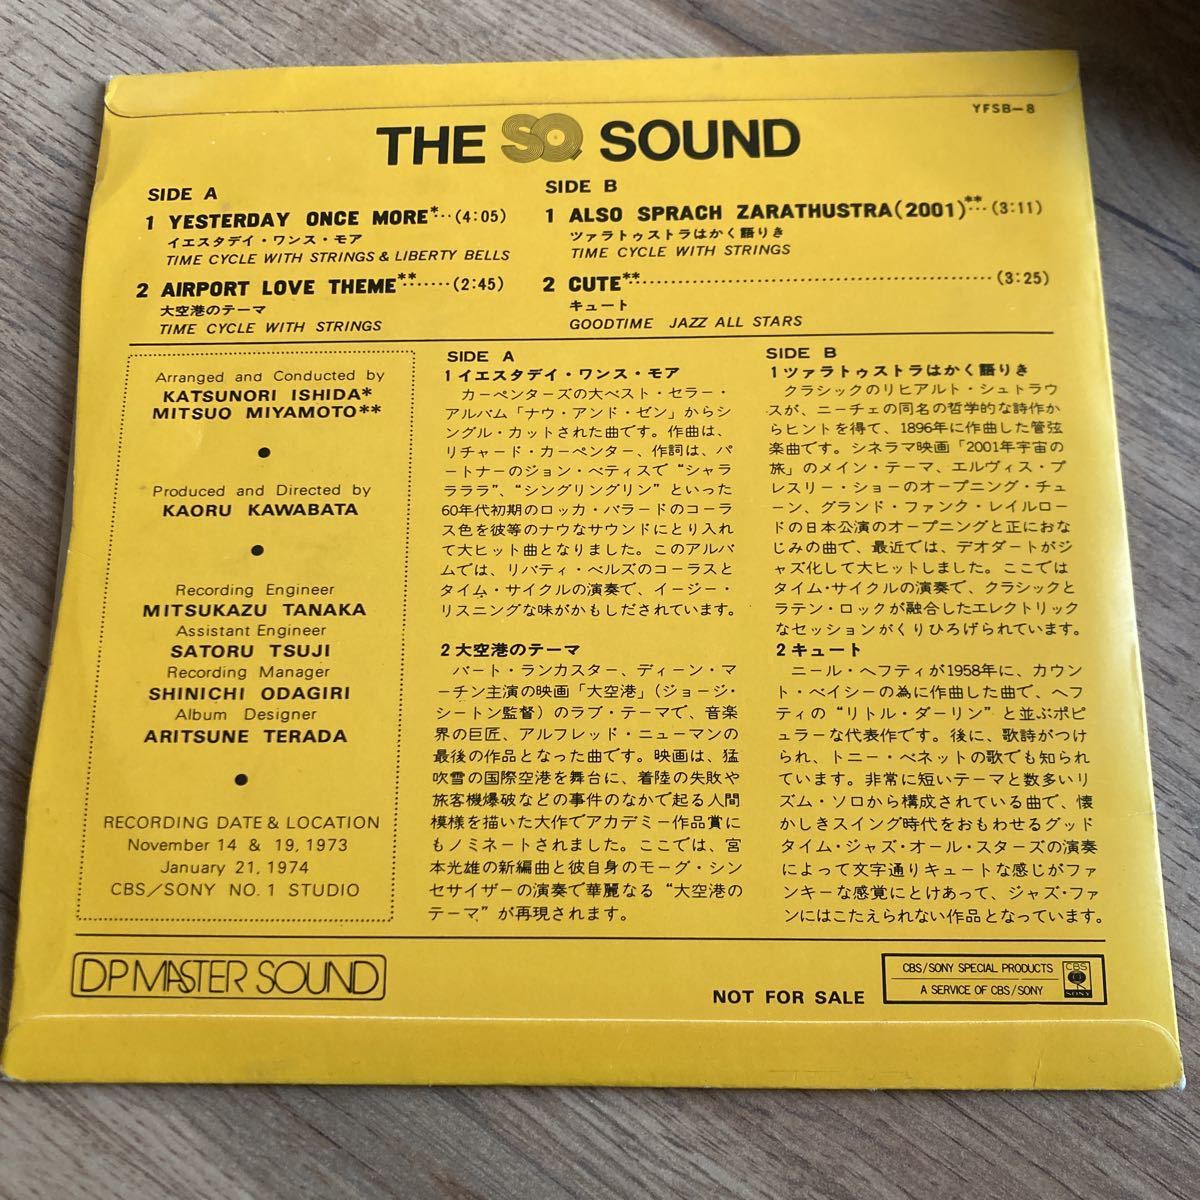 YFSB-8
THE SQ SOUND
SIDE A
1 YESTERDAY ONCE MORE*··(4:05)
イエスタデイ・ワンス・モア
TIME CYCLE WITH STRINGS & LIBERTY BELLS
2 AIRPORT LOVE THEME**·······(2:45)
大空港のテーマ
TIME CYCLE WITH STRINGS
SIDE B
1 ALSO SPRACH ZARATHUSTRA(2001)**···(3:11)
ツァラトゥストラはかく語りき
TIME CYCLE WITH STRINGS
2 CUTE**········································(3:25)
キュート
GOODTIME JAZZ ALL STARS
Arranged and Conducted by
KATSUNORI ISHIDA*
MITSUO MIYAMOTO**
●
Produced and Directed by
KAORU KAWABATA
●
Recording Engineer
MITSUKAZU TANAKA
Assistant Engineer
SATORU TSUJI
Recording Manager
SHINICHI ODAGIRI
Album Designer
ARITSUNE TERADA
●
RECORDING DATE & LOCATION
November 14 & 19, 1973
January 21, 1974
CBS/SONY NO. 1 STUDIO
SIDE A
1 イエスタデイ・ワンス・モア
カーペンターズの大ベスト・セラー・
アルバム「ナウ・アンド・ゼン」からシ
ングル・カットされた曲です。作曲は、
リチャード・カーペンター、作詞は、パ
ートナーのジョン・ベティスで“シャラ
ラララ”、“シングリングリン”といった
60年代初期のロッカ・バラードのコーラ
ス色を彼等のナウなサウンドにとり入れ
て大ヒット曲となりました。このアルバ
ムでは、リバティ・ベルズのコーラスと
タイム・サイクルの演奏で、イージー・
リスニングな味がかもしだされています。
2 大空港のテーマ
バート・ランカスター、ディーン・マ
ーチン主演の映画「大空港」(ジョージ・
シートン監督)のラブ・テーマで、音楽
界の巨匠、アルフレッド・ニューマンの
最後の作品となった曲です。映画は、猛
吹雪の国際空港を舞台に、着陸の失敗や
旅客機爆破などの事件のなかで起る人間
模様を描いた大作でアカデミー作品賞に
もノミネートされました。ここでは、宮
本光雄の新編曲と彼自身のモーグ・シン
セサイザーの演奏で華麗なる“大空港の
テーマ”が再現されます。
SIDE B
1 ツァラトゥストラはかく語りき
クラシックのリヒアルト・シュトラウ
スが、ニーチェの同名の哲学的な詩作か
らヒントを得て、1896年に作曲した管弦
楽曲です。シネラマ映画「2001年宇宙の
旅」のメイン・テーマ、エルヴィス・プ
レスリー・ショーのオープニング・チュ
ーン、グランド・ファンク・レイルロー
ドの日本公演のオープニングと正におな
じみの曲で、最近では、デオダートがジ
ャズ化して大ヒットしました。ここでは
タイム・サイクルの演奏で、クラシックと
ラテン・ロックが融合したエレクトリック
なセッションがくりひろげられています。
2 キュート
ニール・ヘフティが1958年に、カウン
ト・ベイシーの為に作曲した曲で、ヘフ
ティの“リトル・ダーリン”と並ぶポピ
ュラーな代表作です。後に、歌詩がつけ
られ、トニー・ベネットの歌でも知られ
ています。非常に短いテーマと数多いリ
ズム・ソロから構成されている曲で、懐
かしきスイング時代をおもわせるグッド
タイム・ジャズ・オール・スターズの演奏
によって文字通りキュートな感じがファ
ンキーな感覚にとけあって、ジャズ・ファ
ンにはこたえられない作品となっています。
DP MASTER SOUND
NOT FOR SALE
CBS/SONY SPECIAL PRODUCTS
A SERVICE OF CBS/SONY
CBS
SONY